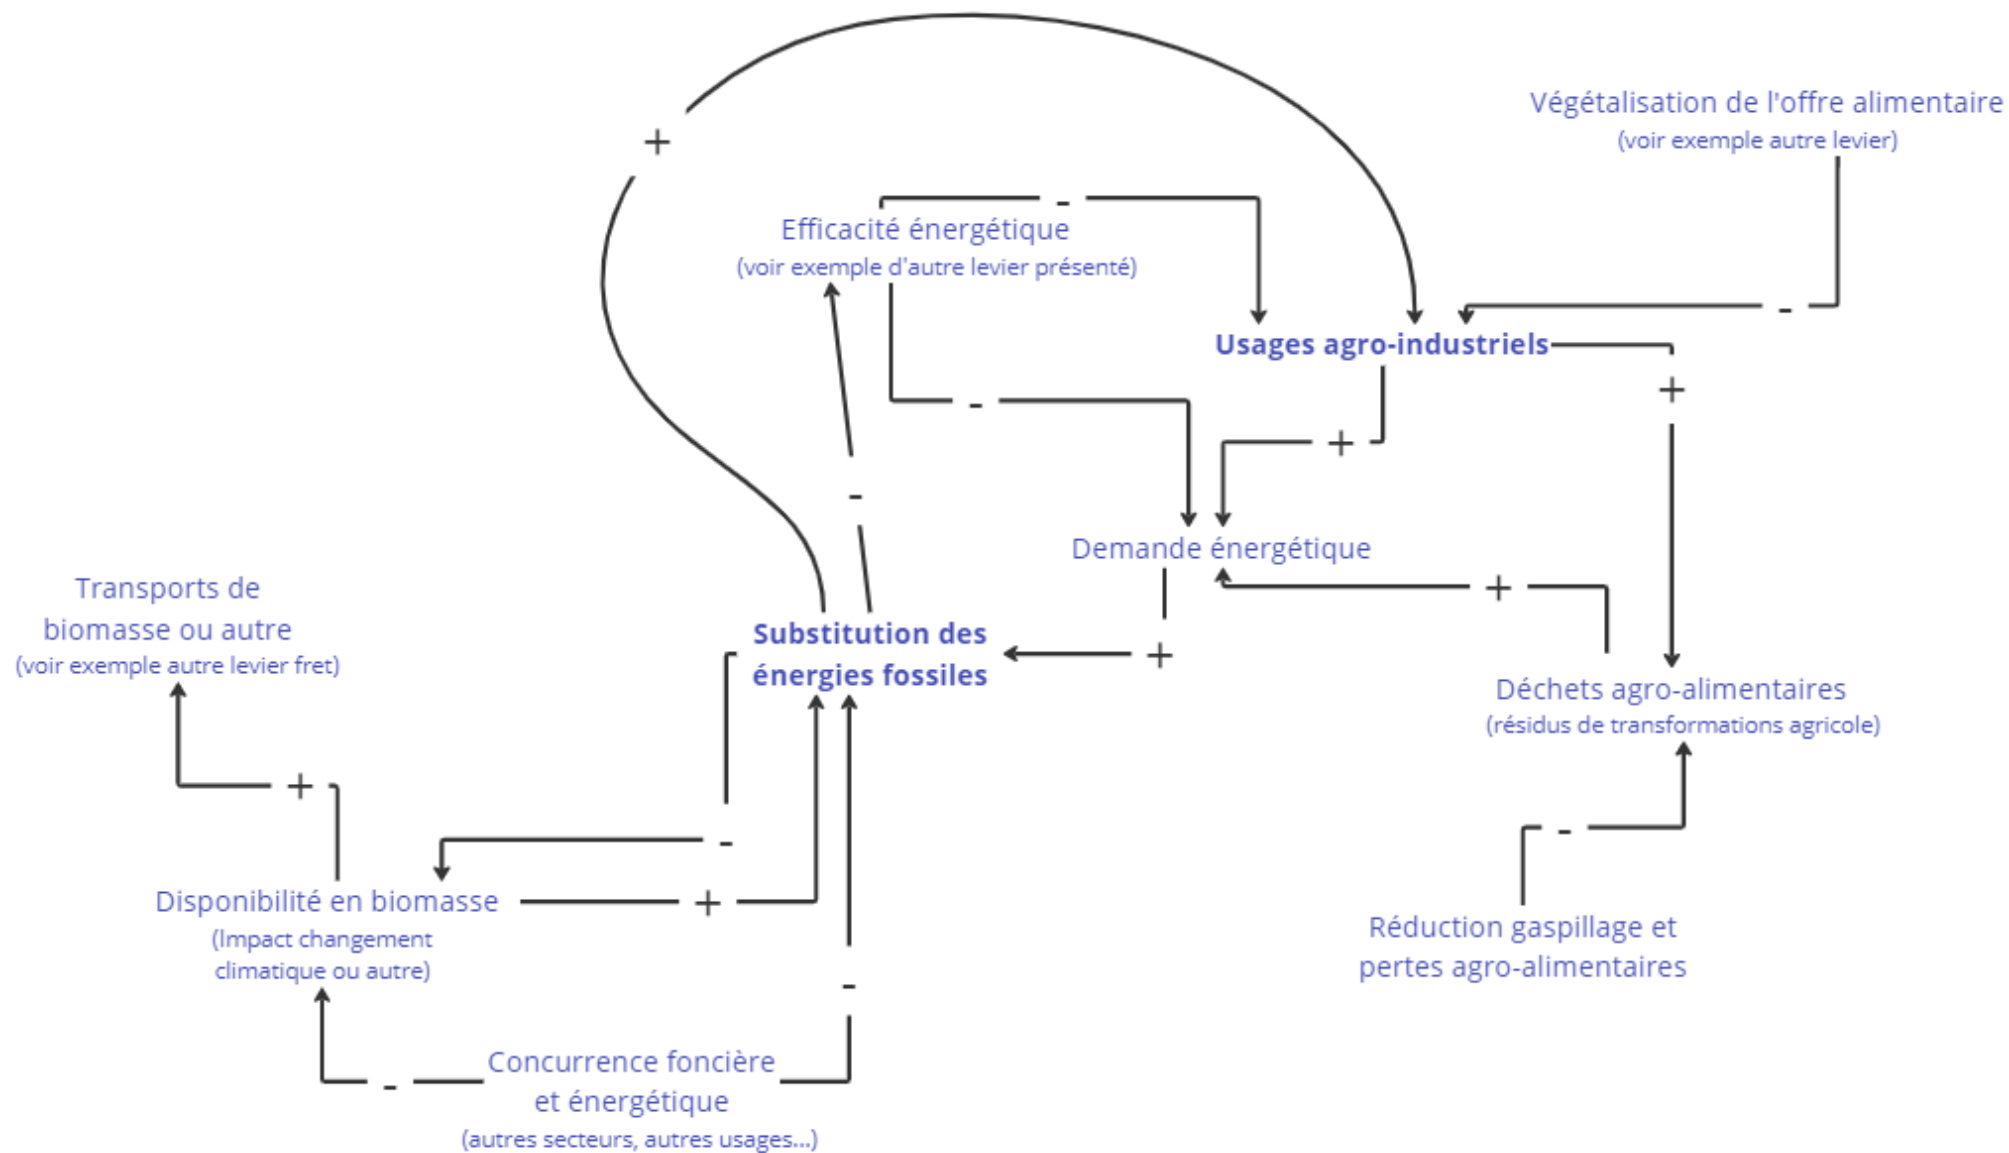 +
Végétalisation de l'offre alimentaire
(voir exemple autre levier)
-
Efficacité énergétique
(voir exemple d'autre levier présenté)
-
Usages agro-industriels
+
-
+
-
Demande énergétique
+
Transports de
biomasse ou autre
(voir exemple autre levier fret)
Substitution des
énergies fossiles
+
Déchets agro-alimentaires
(résidus de transformations agricole)
+
-
-
Disponibilité en biomasse
(Impact changement
climatique ou autre)
+
Réduction gaspillage et
pertes agro-alimentaires
-
-
Concurrence foncière
et énergétique
(autres secteurs, autres usages...)